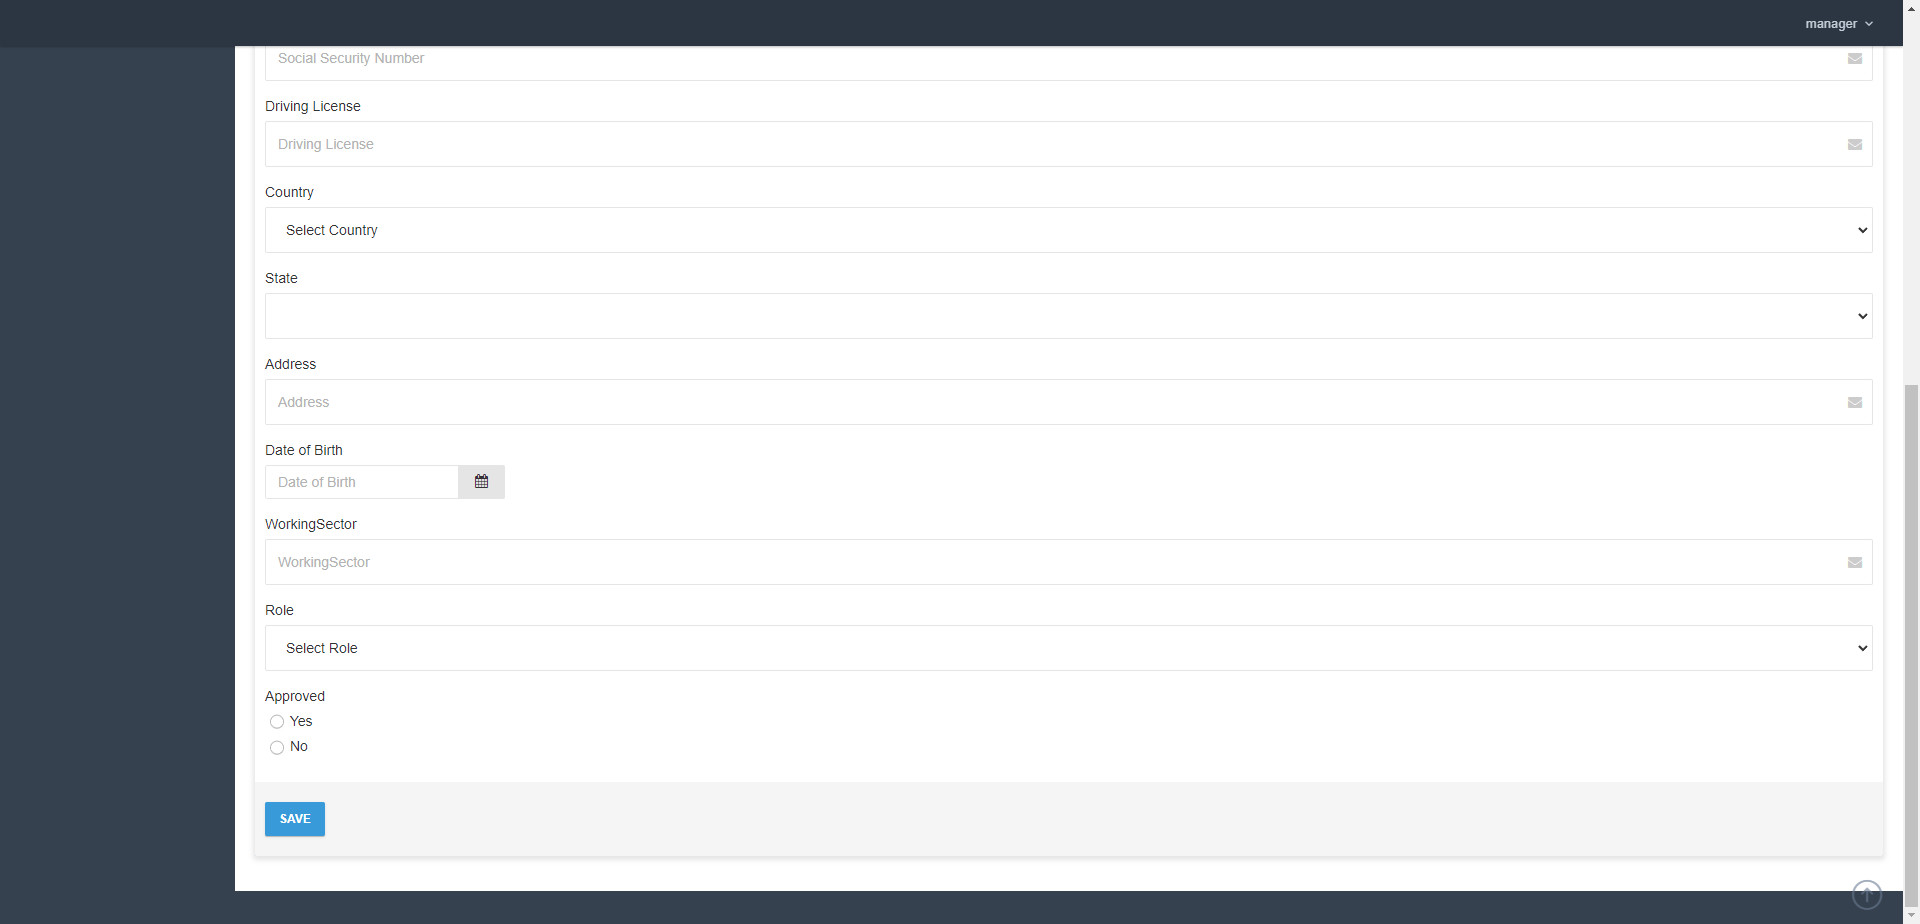 manager
Social Security Number
Driving License
Driving License
Country
Select Country
State
Address
Address
Date of Birth
Date of Birth
WorkingSector
WorkingSector
Role
Select Role
Approved
Yes
No
SAVE